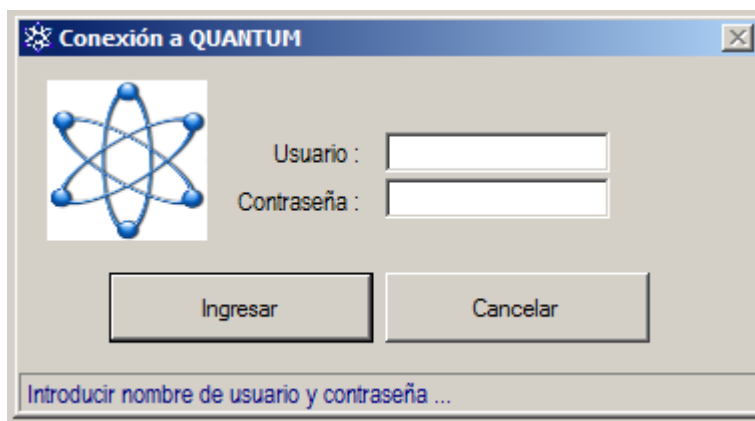 Conexión a QUANTUM
Usuario :
Contraseña :
Ingresar
Cancelar
Introducir nombre de usuario y contraseña ...